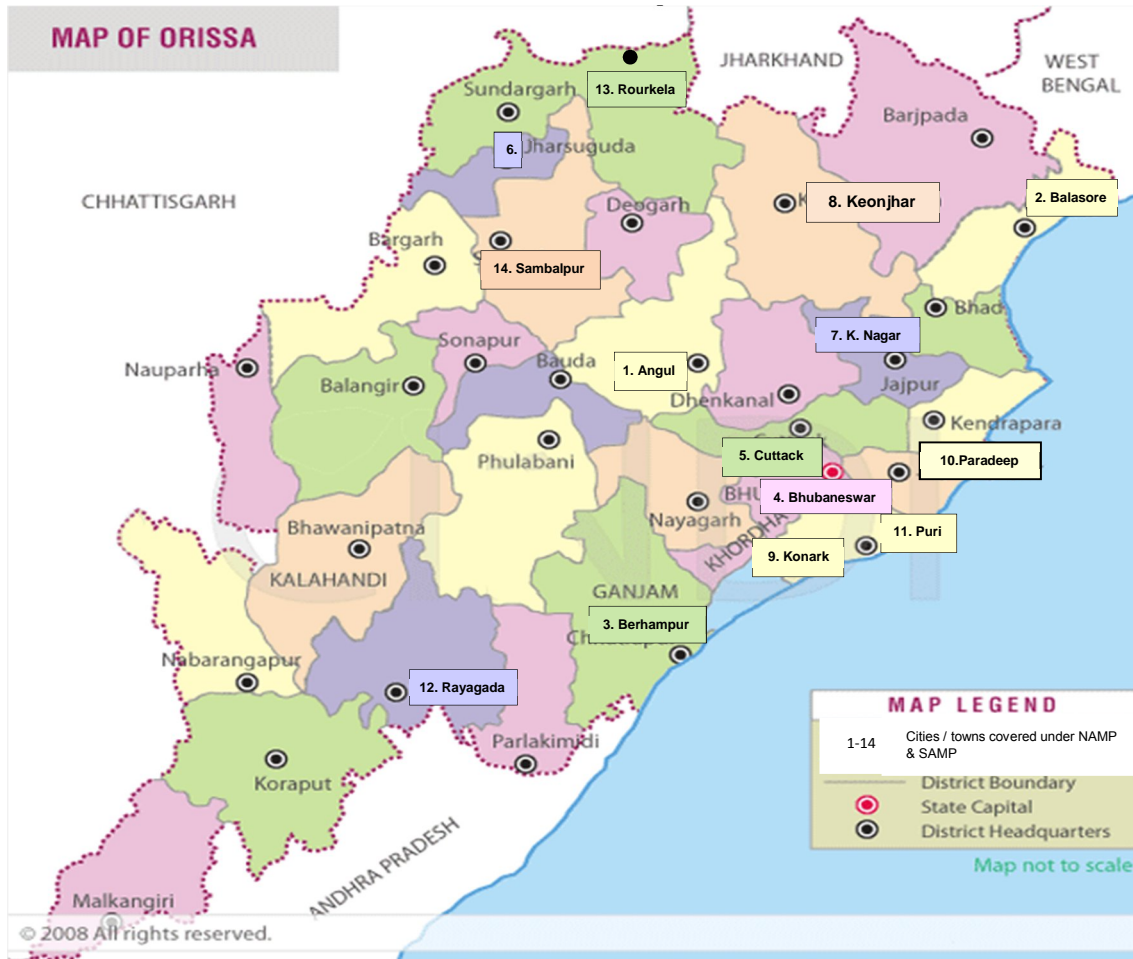 MAP OF ORISSA
JHARKHAND
WEST
BENGAL
Sundargarh
13. Rourkela
Barjpada
6.
Jharsuguda
CHHATTISGARH
Deogarh
8. Keonjhar
2. Balasore
Bargarh
14. Sambalpur
Bhad
7. K. Nagar
Sonapur
Bauda
Nauparha
Balangir
1. Angul
Jajpur
Dhenkanal
Kendrapara
5. Cuttack
Phulabani
10.Paradeep
4. Bhubaneswar
Nayagarh
Bhawanipatna
KHORDHA
11. Puri
9. Konark
KALAHANDI
GANJAM
3. Berhampur
Nabarangapur
12. Rayagada
Parlakimidi
Koraput
ANDHRA PRADESH
Malkangiri
MAP LEGEND
1-14 Cities / towns covered under NAMP
& SAMP
District Boundary
State Capital
District Headquarters
Map not to scale
© 2008 All rights reserved.